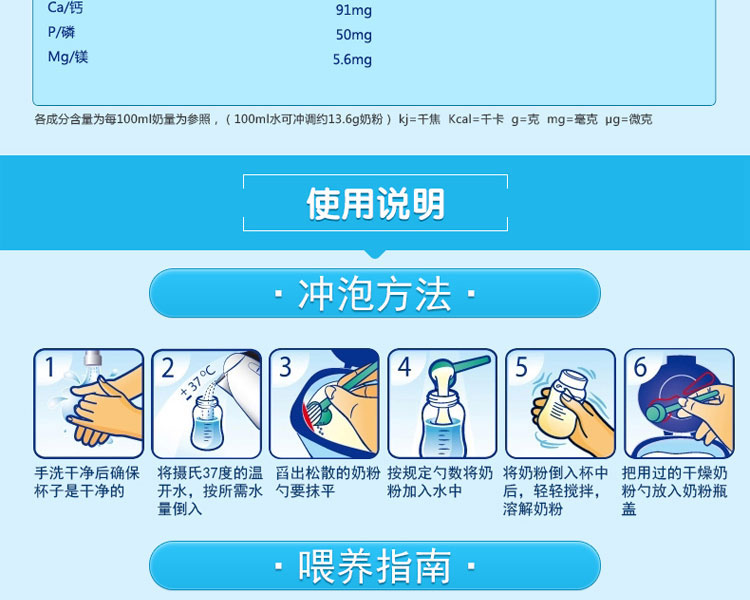 Ca/钙 91mg
P/磷 50mg
Mg/镁 5.6mg
各成分含量为每100ml奶量为参照，（100ml水可冲调约13.6g奶粉）kj=千焦 Kcal=千卡 g=克 mg=毫克 µg=微克
使用说明
·冲泡方法·
1
2
±37℃
3
4
5
6
手洗干净后确保
杯子是干净的
将摄氏37度的温
开水，按所需水
量倒入
舀出松散的奶粉
勺要抹平
按规定勺数将奶
粉加入水中
将奶粉倒入杯中
后，轻轻搅拌，
溶解奶粉
把用过的干燥奶
粉勺放入奶粉瓶
盖
·喂养指南·